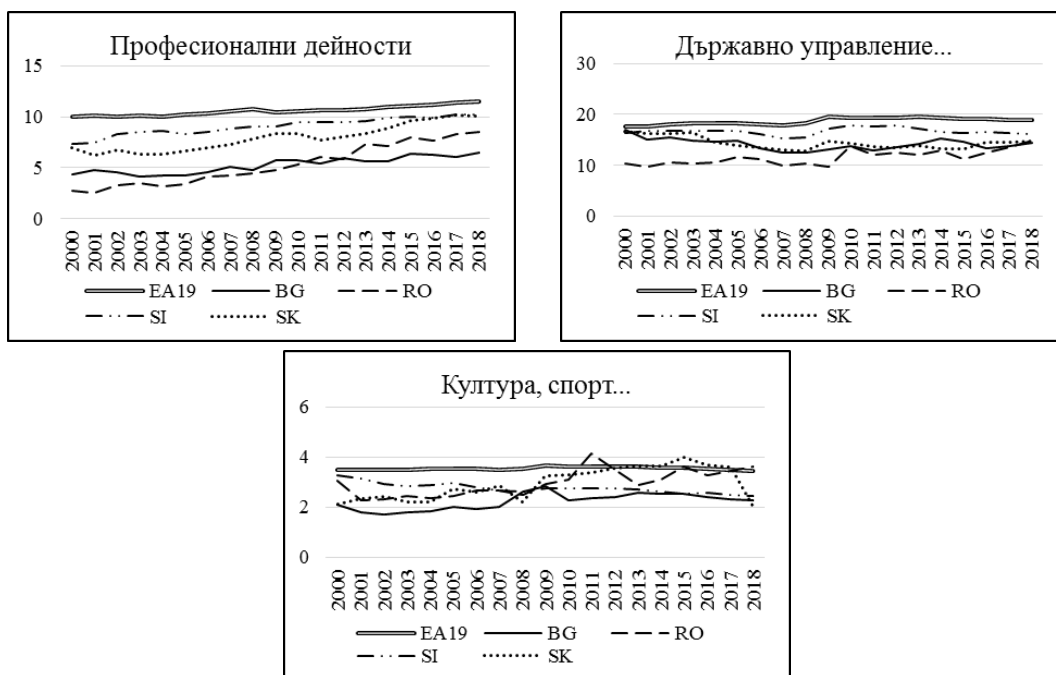 Професионални дейности
15
10
5
0
2000 2001 2002 2003 2004 2005 2006 2007 2008 2009 2010 2011 2012 2013 2014 2015 2016 2017 2018
EA19 BG RO
SI SK
Държавно управление...
30
20
10
0
2000 2001 2002 2003 2004 2005 2006 2007 2008 2009 2010 2011 2012 2013 2014 2015 2016 2017 2018
EA19 BG RO
SI SK
Култура, спорт...
6
4
2
0
2000 2001 2002 2003 2004 2005 2006 2007 2008 2009 2010 2011 2012 2013 2014 2015 2016 2017 2018
EA19 BG RO
SI SK